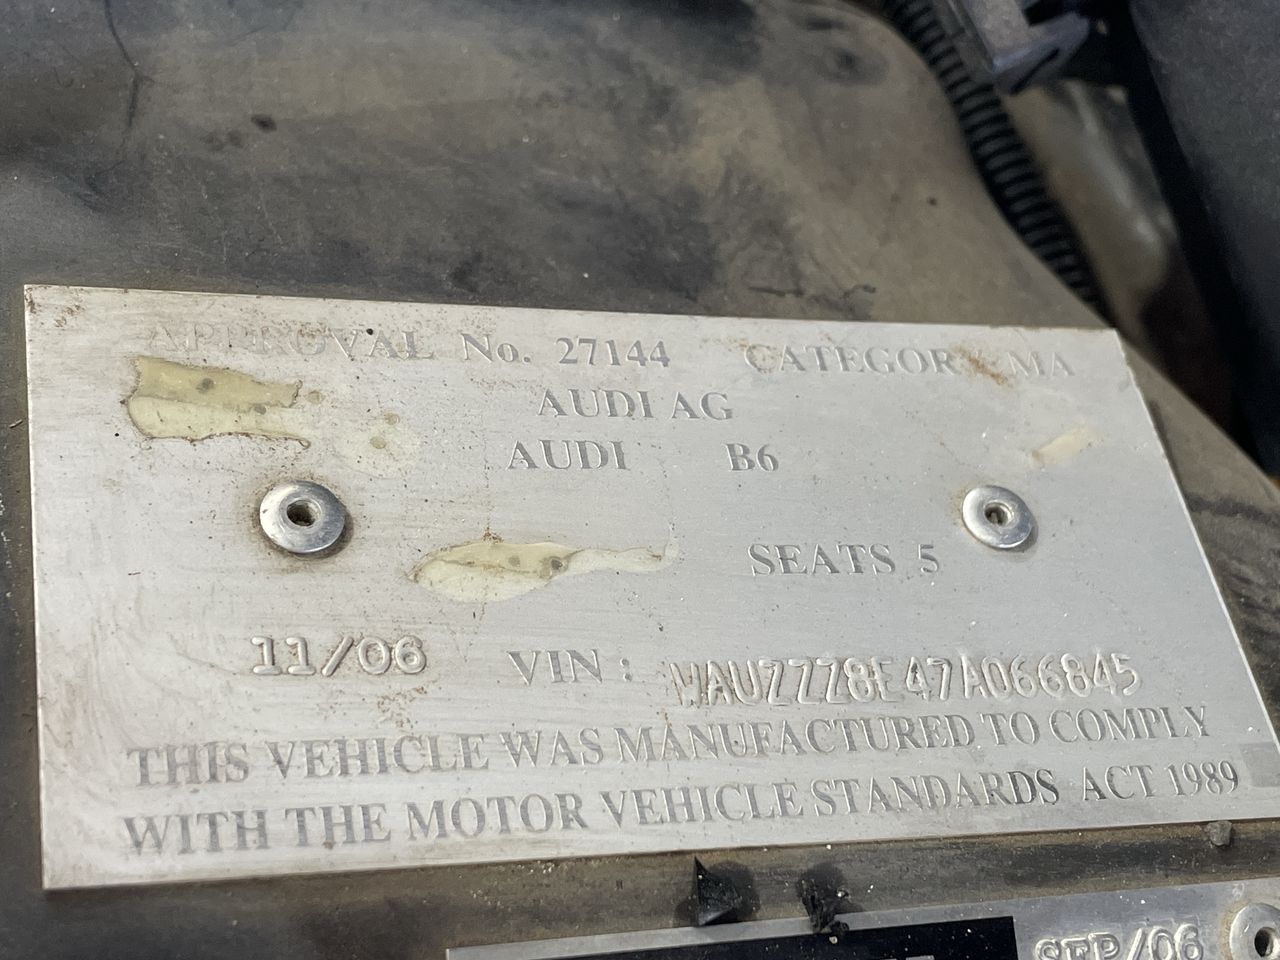 APPROVAL No. 27144 CATEGORY MA
AUDI AG
AUDI B6
SEATS 5
11/06 VIN: WAUZZZ8E47A066845
THIS VEHICLE WAS MANUFACTURED TO COMPLY
WITH THE MOTOR VEHICLE STANDARDS ACT 1989
SEP/06